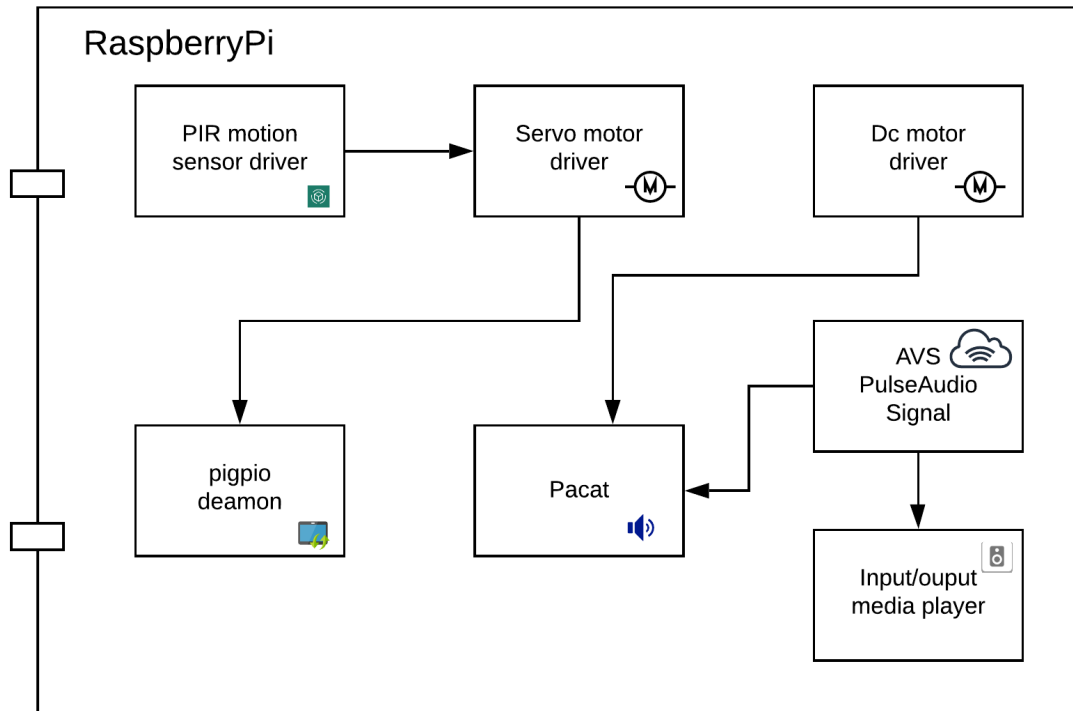 RaspberryPi
PIR motion
sensor driver
Servo motor
driver
Dc motor
driver
AVS
PulseAudio
Signal
pigpio
deamon
Pacat
Input/ouput
media player